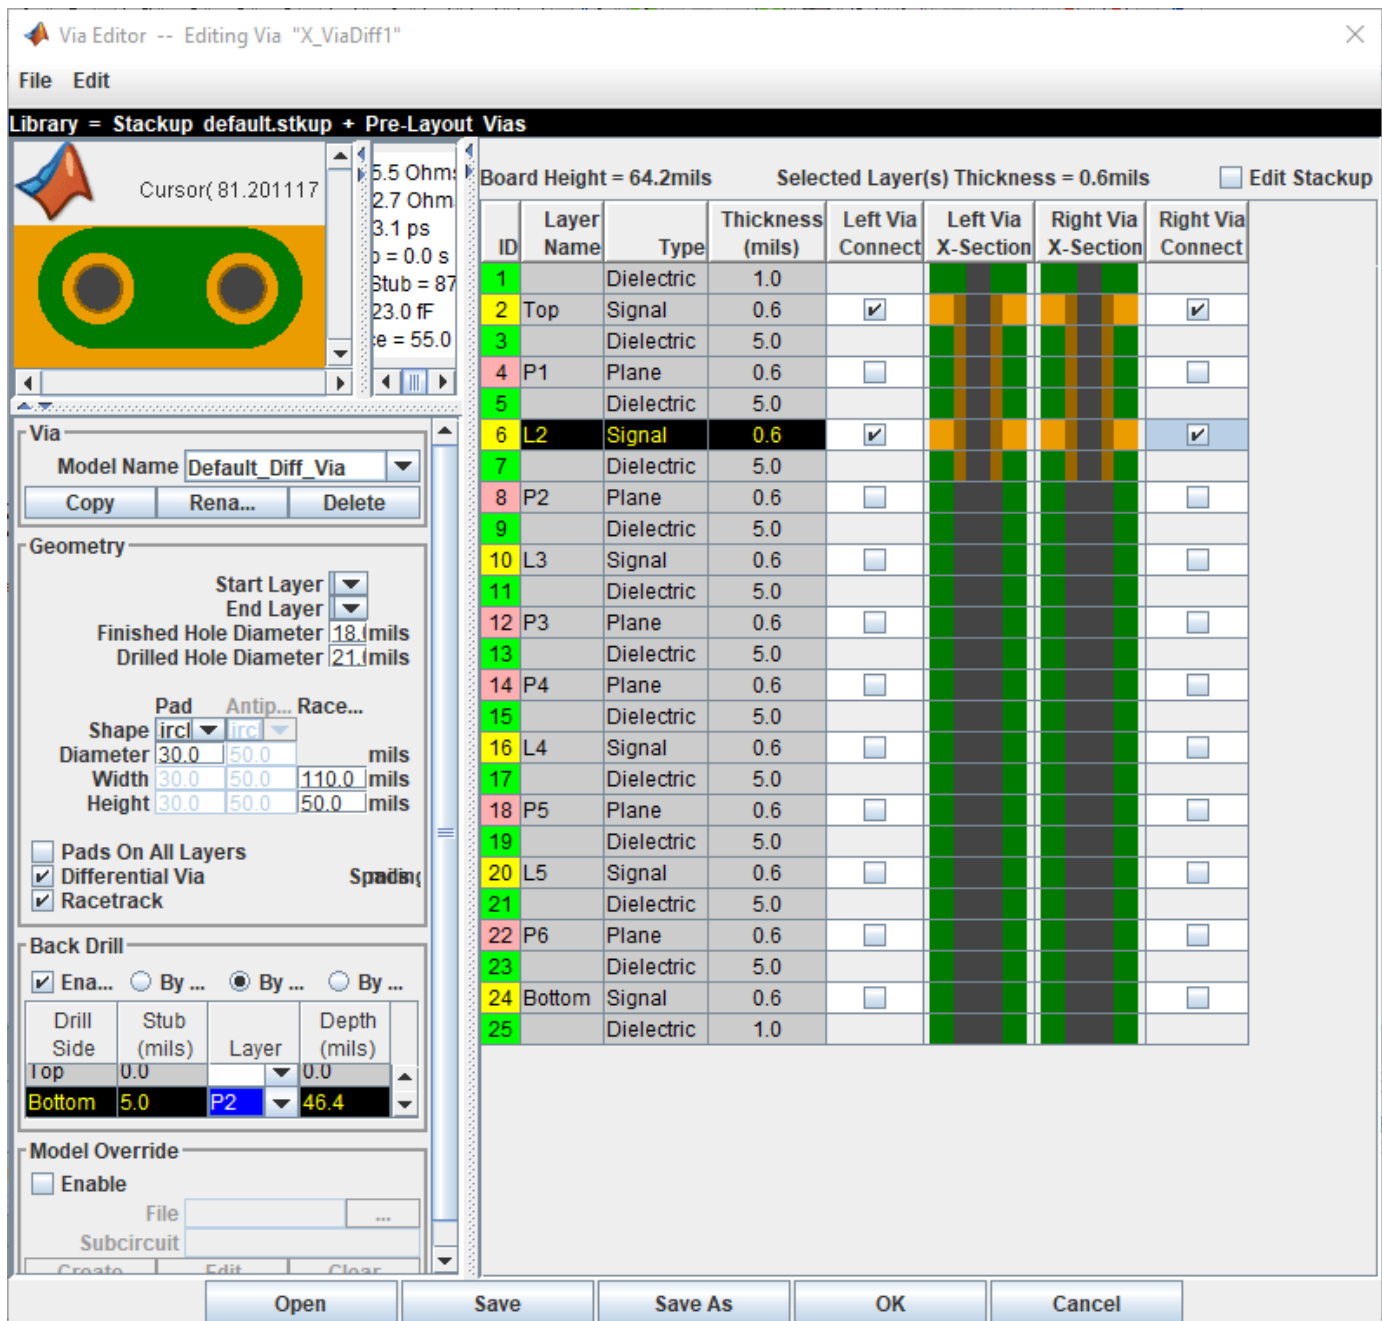 Via Editor -- Editing Via "X_ViaDiff1"
File Edit
Library = Stackup default.stkup + Pre-Layout Vias
Cursor( 81.201117
5.5 Ohm
2.7 Ohm
3.1 ps
= 0.0 s
Stub = 87
23.0 fF
e = 55.0
Board Height = 64.2mils Selected Layer(s) Thickness = 0.6mils Edit Stackup
ID Layer Name Type Thickness (mils) Left Via Connect Left Via X-Section Right Via X-Section Right Via Connect
1 Dielectric 1.0
2 Top Signal 0.6
3 Dielectric 5.0
4 P1 Plane 0.6
5 Dielectric 5.0
6 L2 Signal 0.6
7 Dielectric 5.0
8 P2 Plane 0.6
9 Dielectric 5.0
10 L3 Signal 0.6
11 Dielectric 5.0
12 P3 Plane 0.6
13 Dielectric 5.0
14 P4 Plane 0.6
15 Dielectric 5.0
16 L4 Signal 0.6
17 Dielectric 5.0
18 P5 Plane 0.6
19 Dielectric 5.0
20 L5 Signal 0.6
21 Dielectric 5.0
22 P6 Plane 0.6
23 Dielectric 5.0
24 Bottom Signal 0.6
25 Dielectric 1.0
Via
Model Name Default_Diff_Via
Copy Rena... Delete
Geometry
Start Layer
End Layer
Finished Hole Diameter 18. mils
Drilled Hole Diameter 21. mils
Pad Antip... Race...
Shape ircl ircl
Diameter 30.0 50.0 mils
Width 30.0 50.0 110.0 mils
Height 30.0 50.0 50.0 mils
Pads On All Layers
Differential Via
Racetrack
Back Drill
Ena... By ... By ... By ...
Drill Side Stub (mils) Layer Depth (mils)
Top 0.0 0.0
Bottom 5.0 P2 46.4
Model Override
Enable
File ...
Subcircuit
Create Edit Clear
Open Save Save As OK Cancel